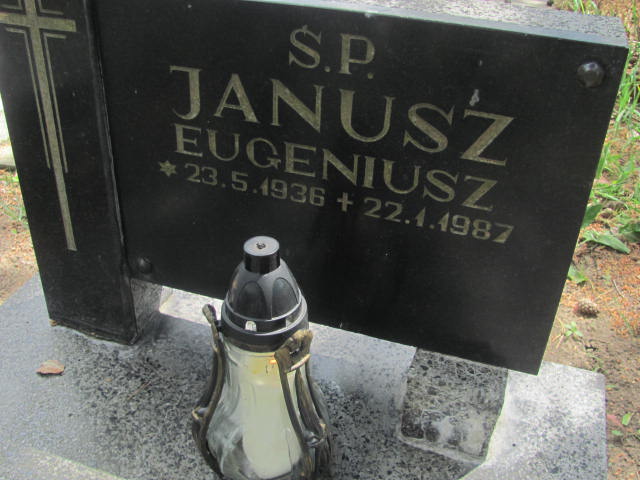 Ś.P.
JANUSZ
EUGENIUSZ
* 23.5.1936 + 22.1.1987